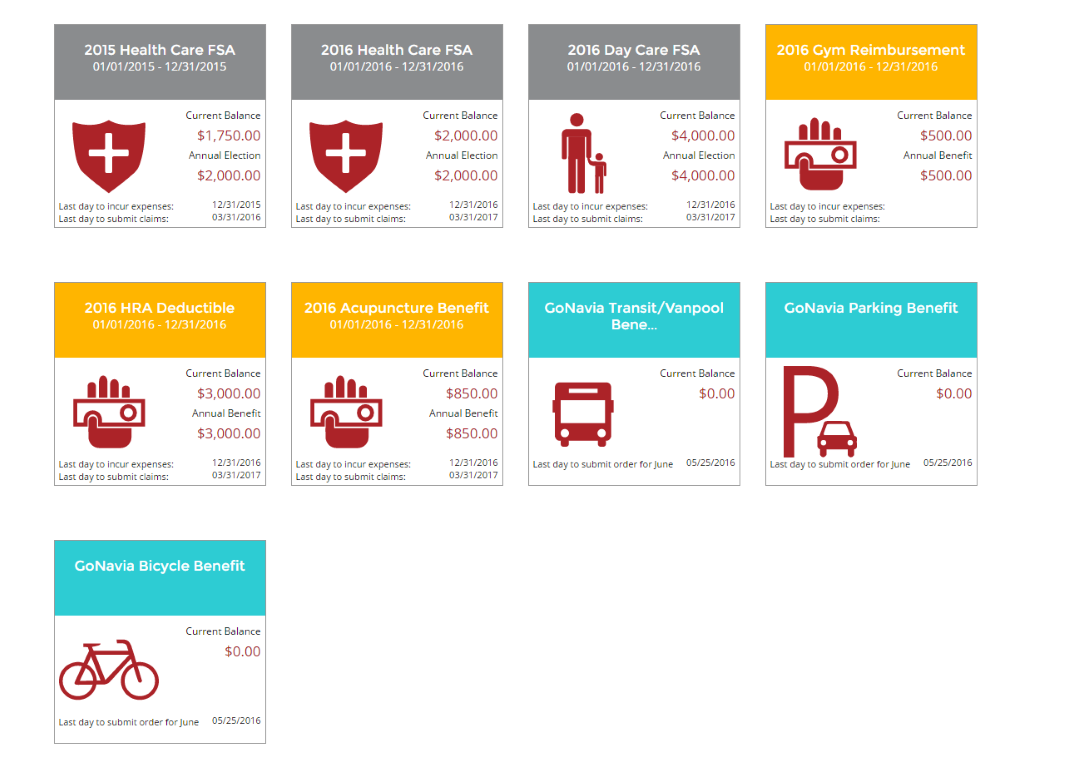 2015 Health Care FSA
01/01/2015 - 12/31/2015
Current Balance
$1,750.00
Annual Election
$2,000.00
Last day to incur expenses: 12/31/2015
Last day to submit claims: 03/31/2016
2016 Health Care FSA
01/01/2016 - 12/31/2016
Current Balance
$2,000.00
Annual Election
$2,000.00
Last day to incur expenses: 12/31/2016
Last day to submit claims: 03/31/2017
2016 Day Care FSA
01/01/2016 - 12/31/2016
Current Balance
$4,000.00
Annual Election
$4,000.00
Last day to incur expenses: 12/31/2016
Last day to submit claims: 03/31/2017
2016 Gym Reimbursement
01/01/2016 - 12/31/2016
Current Balance
$500.00
Annual Benefit
$500.00
Last day to incur expenses:
Last day to submit claims:
2016 HRA Deductible
01/01/2016 - 12/31/2016
Current Balance
$3,000.00
Annual Benefit
$3,000.00
Last day to incur expenses: 12/31/2016
Last day to submit claims: 03/31/2017
2016 Acupuncture Benefit
01/01/2016 - 12/31/2016
Current Balance
$850.00
Annual Benefit
$850.00
Last day to incur expenses: 12/31/2016
Last day to submit claims: 03/31/2017
GoNavia Transit/Vanpool
Bene...
Current Balance
$0.00
Last day to submit order for June 05/25/2016
GoNavia Parking Benefit
Current Balance
$0.00
P
Last day to submit order for June 05/25/2016
GoNavia Bicycle Benefit
Current Balance
$0.00
Last day to submit order for June 05/25/2016